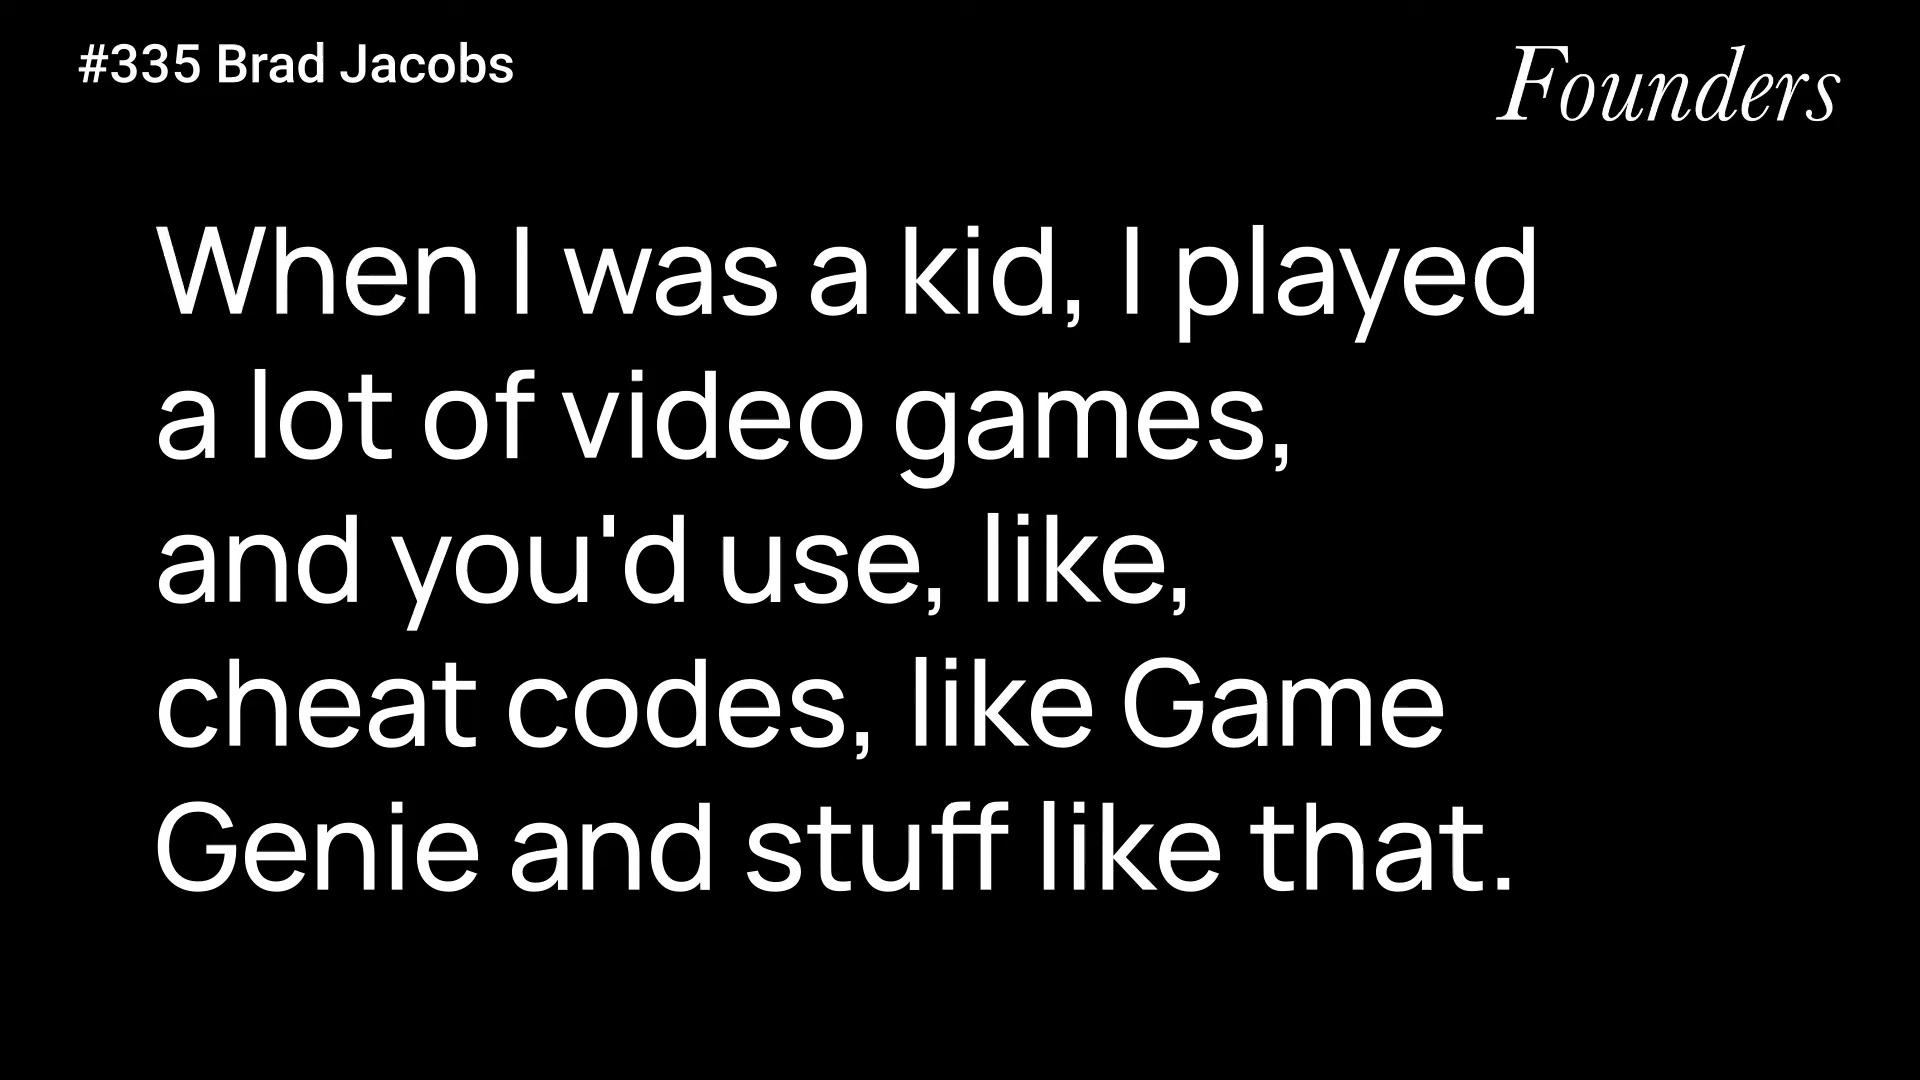 #335 Brad Jacobs
Founders
When I was a kid, I played
a lot of video games,
and you'd use, like,
cheat codes, like Game
Genie and stuff like that.